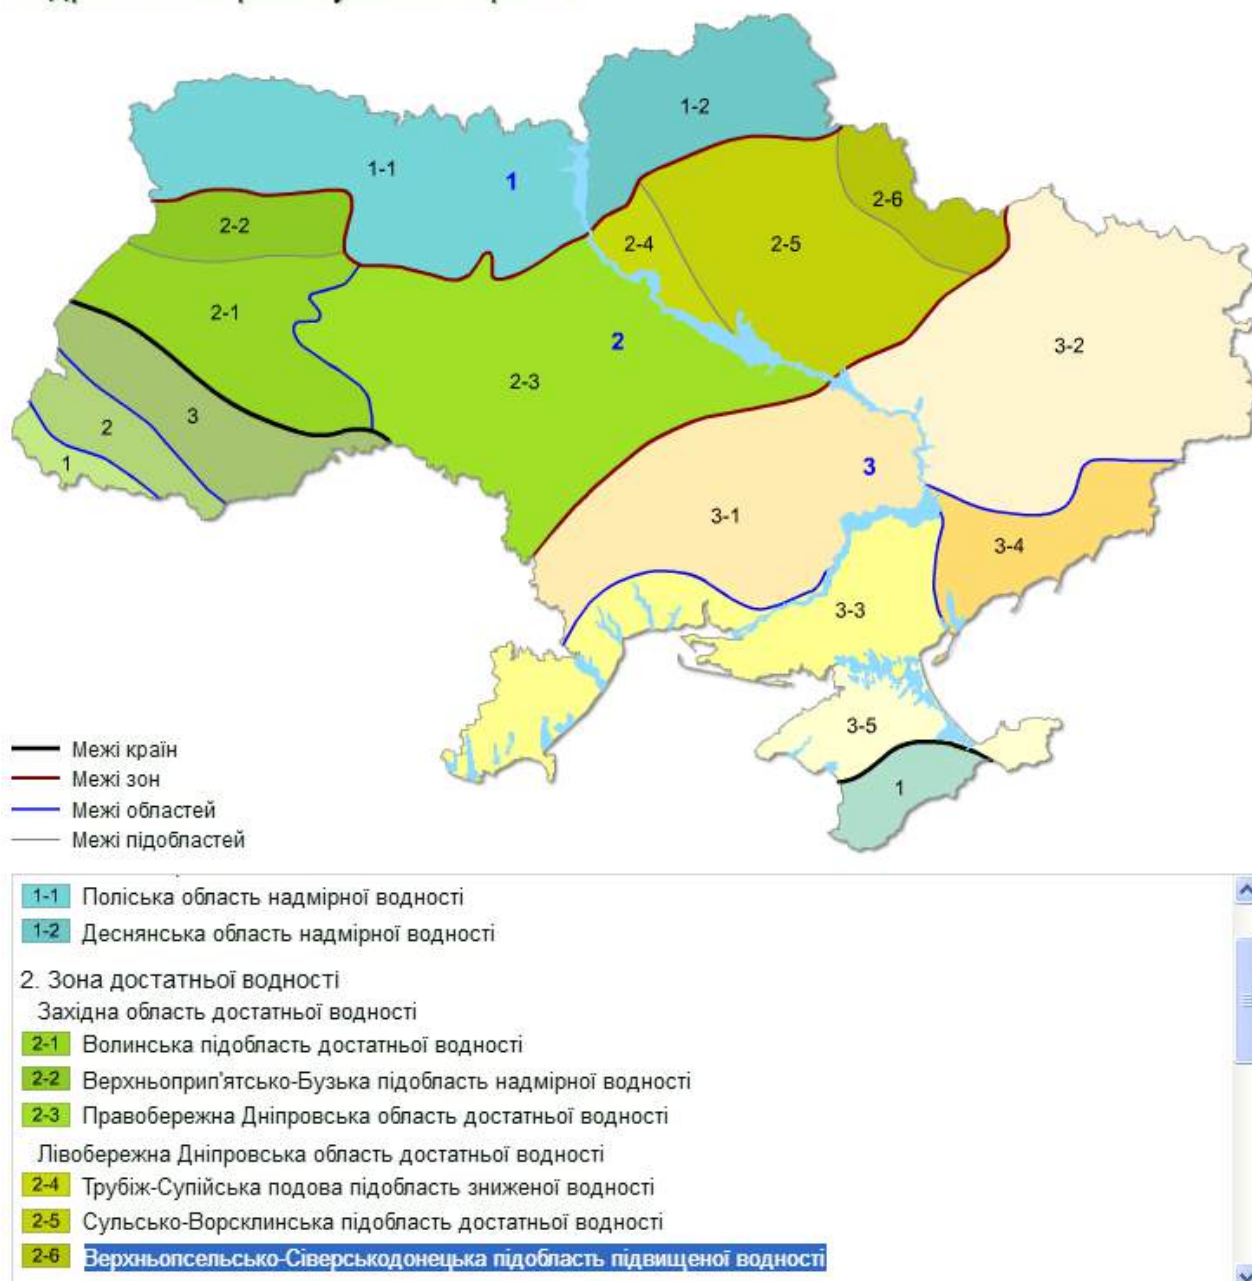 1-2
1-1
1
2-6
2-2
2-4
2-5
2-1
2
3-2
2-3
3
2
1
3
3-1
3-4
3-3
3-5
1
Межі країн
Межі зон
Межі областей
Межі підобластей
1-1 Поліська область надмірної водності
1-2 Деснянська область надмірної водності
2. Зона достатньої водності
Західна область достатньої водності
2-1 Волинська підобласть достатньої водності
2-2 Верхньоприп'ятсько-Бузька підобласть надмірної водності
2-3 Правобережна Дніпровська область достатньої водності
Лівобережна Дніпровська область достатньої водності
2-4 Трубіж-Супійська подова підобласть зниженої водності
2-5 Сульсько-Ворсклинська підобласть достатньої водності
2-6 Верхньопсельсько-Сіверськодонецька підобласть підвищеної водності